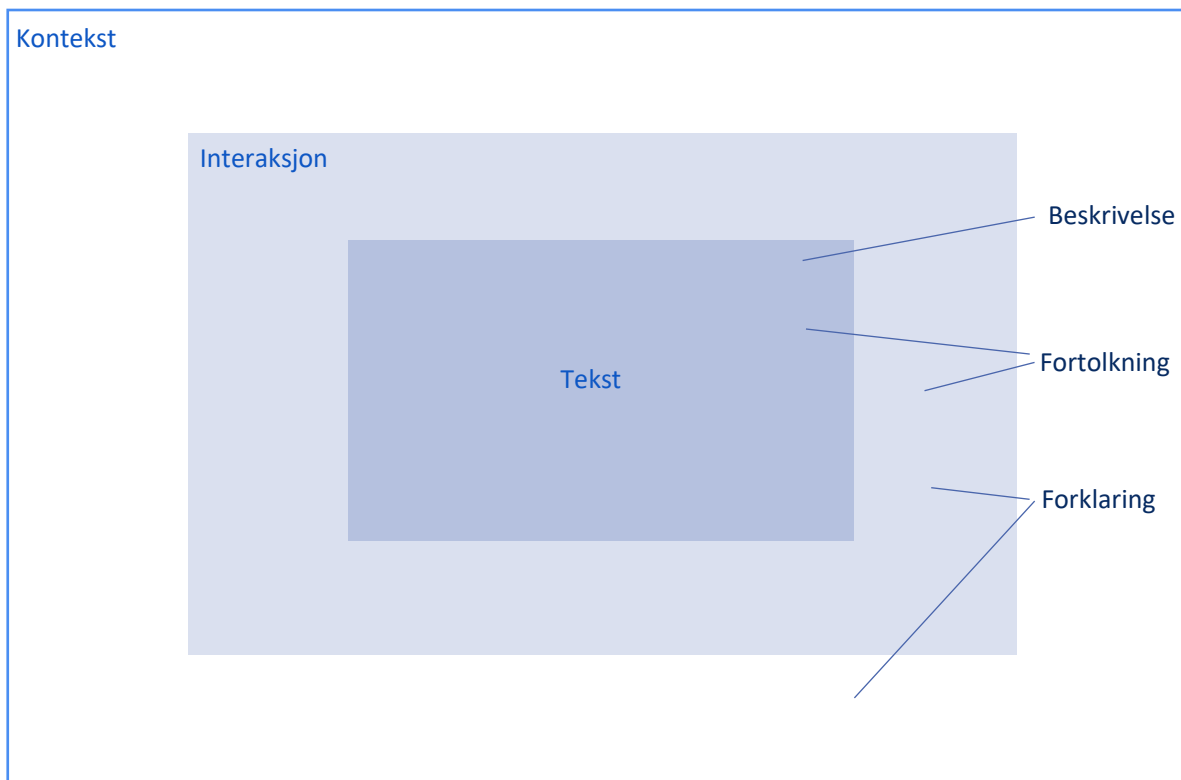 Kontekst
Interaksjon
Beskrivelse
Fortolkning
Tekst
Forklaring